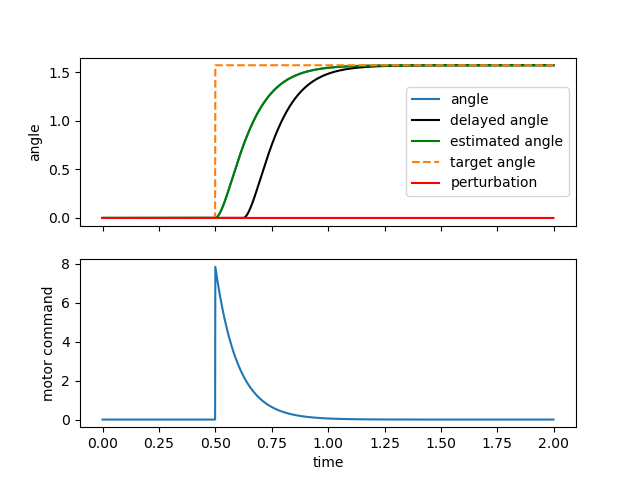 1.5
1.0
0.5
0.0
angle
angle
delayed angle
estimated angle
target angle
perturbation
8
6
4
2
0
motor command
0.00 0.25 0.50 0.75 1.00 1.25 1.50 1.75 2.00
time